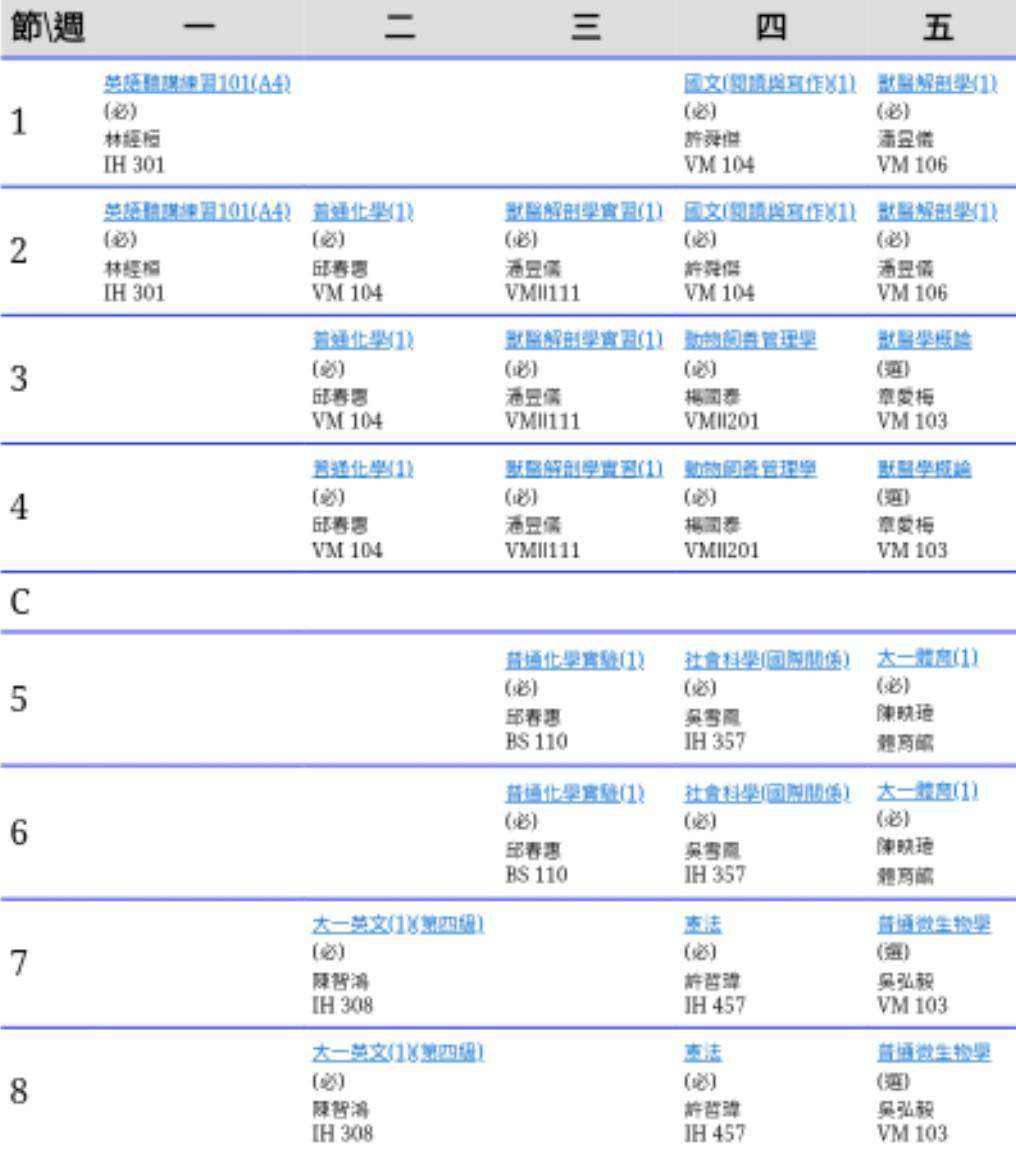 節\週 一 二 三 四 五
1
英語聽講練習101(A4)
(必)
林經桓
IH 301
國文(閱讀與寫作)(1)
(必)
許舜傑
VM 104
獸醫解剖學(1)
(必)
潘昱儀
VM 106
2
英語聽講練習101(A4)
(必)
林經桓
IH 301
普通化學(1)
(必)
邱春惠
VM 104
獸醫解剖學實習(1)
(必)
潘昱儀
VMII111
國文(閱讀與寫作)(1)
(必)
許舜傑
VM 104
獸醫解剖學(1)
(必)
潘昱儀
VM 106
3
普通化學(1)
(必)
邱春惠
VM 104
獸醫解剖學實習(1)
(必)
潘昱儀
VMII111
動物飼養管理學
(必)
楊國泰
VMII201
獸醫學概論
(選)
章愛梅
VM 103
4
普通化學(1)
(必)
邱春惠
VM 104
獸醫解剖學實習(1)
(必)
潘昱儀
VMII111
動物飼養管理學
(必)
楊國泰
VMII201
獸醫學概論
(選)
章愛梅
VM 103
C
5
普通化學實驗(1)
(必)
邱春惠
BS 110
社會科學(國際關係)
(必)
吳雪鳳
IH 357
大一體育(1)
(必)
陳映瑋
體育館
6
普通化學實驗(1)
(必)
邱春惠
BS 110
社會科學(國際關係)
(必)
吳雪鳳
IH 357
大一體育(1)
(必)
陳映瑋
體育館
7
大一英文(1)(第四級)
(必)
陳智鴻
IH 308
憲法
(必)
許哲瑋
IH 457
普通微生物學
(選)
吳弘毅
VM 103
8
大一英文(1)(第四級)
(必)
陳智鴻
IH 308
憲法
(必)
許哲瑋
IH 457
普通微生物學
(選)
吳弘毅
VM 103